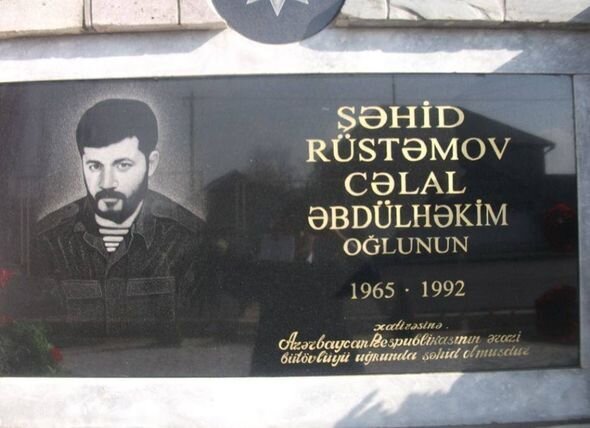 ŞƏHİD
RÜSTƏMOV
CƏLAL
ƏBDÜLHƏKİM
OĞLUNUN
1965 · 1992
xatirəsinə.
Azərbaycan Respublikasının ərazi
bütövlüyü uğrunda şəhid olmuşdur